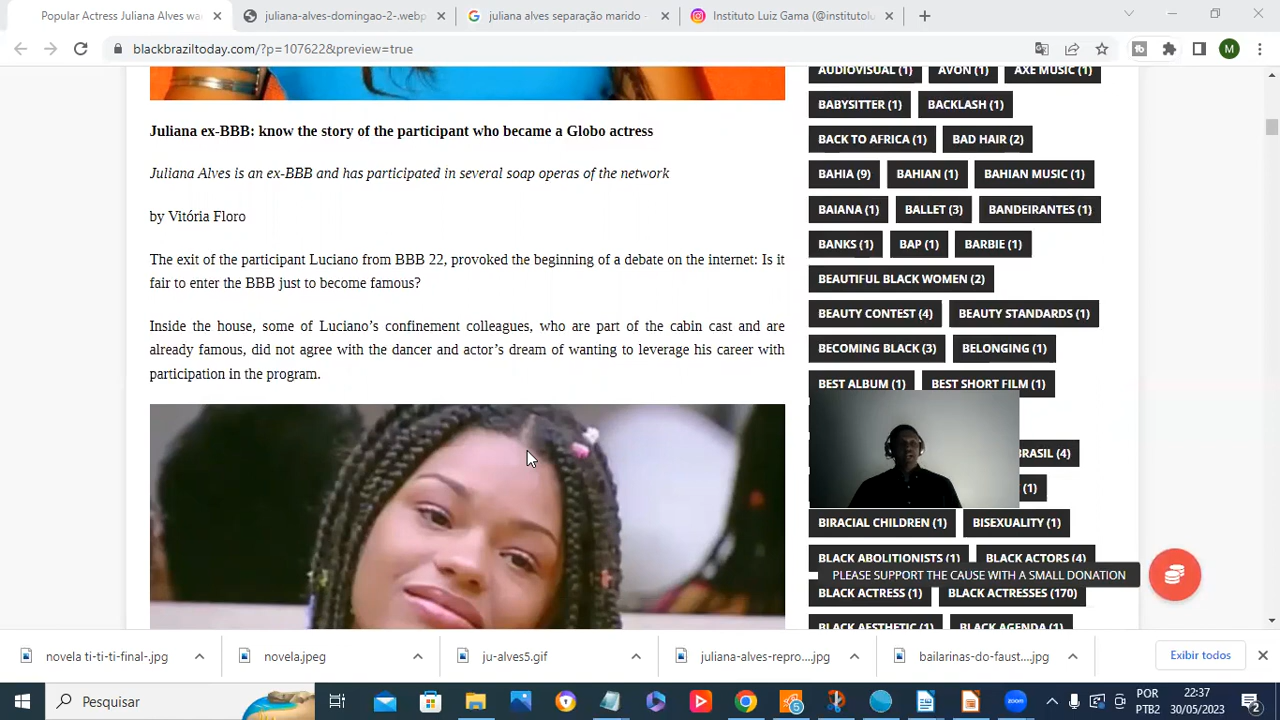 Popular Actress Juliana Alves wa
juliana-alves-domingao-2-.webp
juliana alves separação marido -
Instituto Luiz Gama (@institotolu
blackbraziltoday.com/?p=107622&preview=true
M
Juliana ex-BBB: know the story of the participant who became a Globo actress
Juliana Alves is an ex-BBB and has participated in several soap operas of the network
by Vitória Floro
The exit of the participant Luciano from BBB 22, provoked the beginning of a debate on the internet: Is it
fair to enter the BBB just to become famous?
Inside the house, some of Luciano’s confinement colleagues, who are part of the cabin cast and are
already famous, did not agree with the dancer and actor’s dream of wanting to leverage his career with
participation in the program.
AUDIOVISUAL (1) AVON (1) AXE MUSIC (1)
BABYSITTER (1) BACKLASH (1)
BACK TO AFRICA (1) BAD HAIR (2)
BAHIA (9) BAHIAN (1) BAHIAN MUSIC (1)
BAIANA (1) BALLET (3) BANDEIRANTES (1)
BANKS (1) BAP (1) BARBIE (1)
BEAUTIFUL BLACK WOMEN (2)
BEAUTY CONTEST (4) BEAUTY STANDARDS (1)
BECOMING BLACK (3) BELONGING (1)
BEST ALBUM (1) BEST SHORT FILM (1)
BRASIL (4)
(1)
BIRACIAL CHILDREN (1) BISEXUALITY (1)
BLACK ABOLITIONISTS (1) BLACK ACTORS (4)
PLEASE SUPPORT THE CAUSE WITH A SMALL DONATION
BLACK ACTRESS (1) BLACK ACTRESSES (170)
BLACK AESTHETIC (1) BLACK AGENDA (1)
novela ti-ti-ti-final-.jpg
novela.jpeg
ju-alves5.gif
juliana-alves-repro....jpg
bailarinas-do-faust....jpg
Exibir todos
Pesquisar
zoom
POR
PTB2
22:37
30/05/2023
2